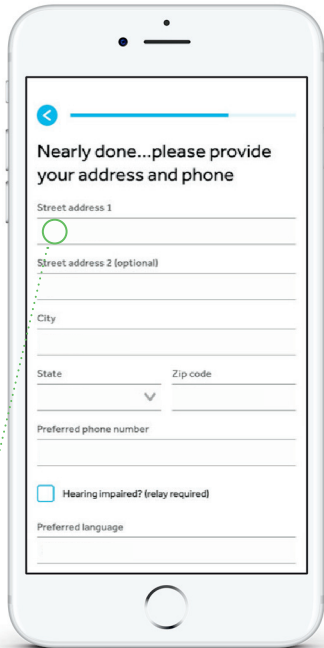 Nearly done...please provide
your address and phone
Street address 1
Street address 2 (optional)
City
State Zip code
Preferred phone number
Hearing impaired? (relay required)
Preferred language